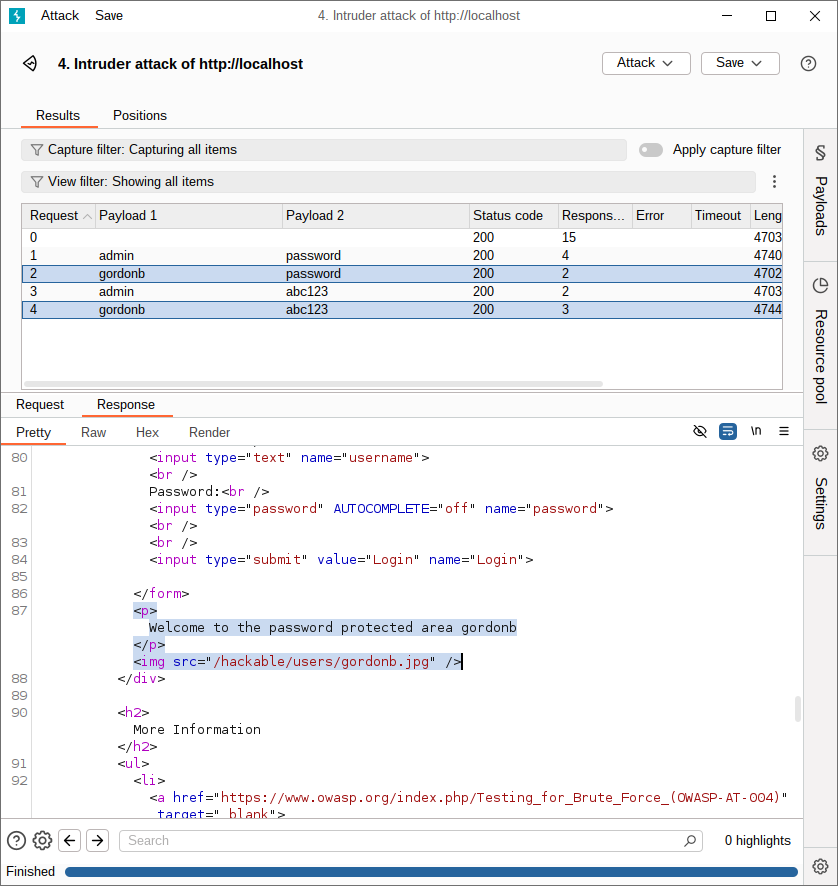 Attack Save 4. Intruder attack of http://localhost
4. Intruder attack of http://localhost Attack Save
Results Positions
Capture filter: Capturing all items Apply capture filter
View filter: Showing all items
Request Payload 1 Payload 2 Status code Respons... Error Timeout Leng
0 200 15 4703
1 admin password 200 4 4740
2 gordonb password 200 2 4702
3 admin abc123 200 2 4703
4 gordonb abc123 200 3 4744
Payloads
Resource pool
Settings
Request Response
Pretty Raw Hex Render \n
80 <input type="text" name="username">
<br />
81 Password:<br />
82 <input type="password" AUTOCOMPLETE="off" name="password">
<br />
83 <br />
84 <input type="submit" value="Login" name="Login">
85
86 </form>
87 <p>
Welcome to the password protected area gordonb
</p>
<img src="/hackable/users/gordonb.jpg" />
88 </div>
89
90 <h2>
More Information
</h2>
91 <ul>
92 <li>
<a href="https://www.owasp.org/index.php/Testing_for_Brute_Force_(OWASP-AT-004)"
target="_blank">
Search 0 highlights
Finished